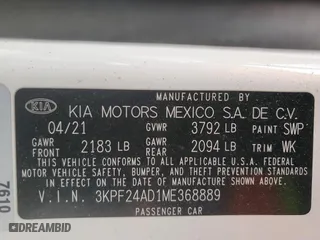 MANUFACTURED BY
KIA KIA MOTORS MEXICO S.A. DE C.V.
04/21 GVWR 3792 LB PAINT SWP
GAWR FRONT 2183 LB GAWR REAR 2094 LB TRIM WK
THIS VEHICLE CONFORMS TO ALL APPLICABLE U.S.A. FEDERAL MOTOR
VEHICLE SAFETY, BUMPER, AND THEFT PREVENTION STANDARDS
IN EFFECT ON THE DATE OF MANUFACTURE SHOWN ABOVE.
V.I.N. 3KPF24AD1ME368889
PASSENGER CAR
7610
DREAMBID